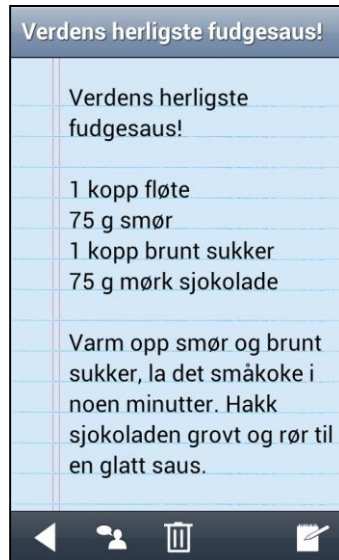 Verdens herligste fudgesaus!
Verdens herligste
fudgesaus!
1 kopp fløte
75 g smør
1 kopp brunt sukker
75 g mørk sjokolade
Varm opp smør og brunt
sukker, la det småkoke i
noen minutter. Hakk
sjokoladen grovt og rør til
en glatt saus.